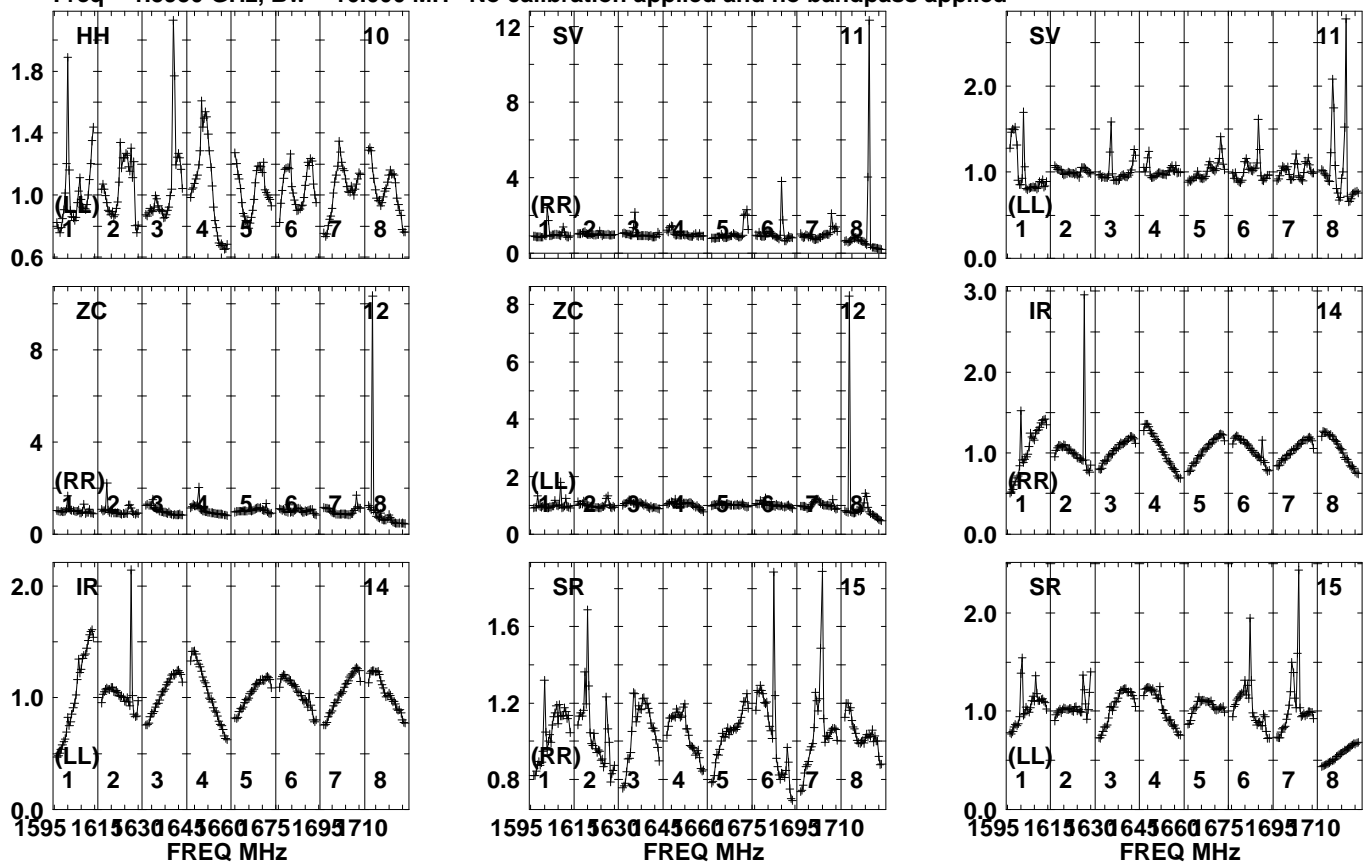 Freq GHz, No calibration applied and no bandpass applied
HH 10 SV 11 SV 11
1.8 1.4 1.0 0.6
(LL)
1 2 3 4 5 6 7 8
12 8 4 0
(RR)
1 2 3 4 5 6 7 8
2.0 1.0 0.0
(LL)
1 2 3 4 5 6 7 8
ZC 12 ZC 12 IR 14
8 4 0
(RR)
1 2 3 4 5 6 7 8
8 6 4 2 0
(LL)
1 2 3 4 5 6 7 8
3.0 2.0 1.0 0.0
(RR)
1 2 3 4 5 6 7 8
IR 14 SR 15 SR 15
2.0 1.0 0.0
(LL)
1 2 3 4 5 6 7 8
1.6 1.2 0.8
(RR)
1 2 3 4 5 6 7 8
2.0 1.0 0.0
(LL)
1 2 3 4 5 6 7 8
1595 1615 1630 1645 1660 1675 1695 1710
FREQ MHz
1595 1615 1630 1645 1660 1675 1695 1710
FREQ MHz
1595 1615 1630 1645 1660 1675 1695 1710
FREQ MHz